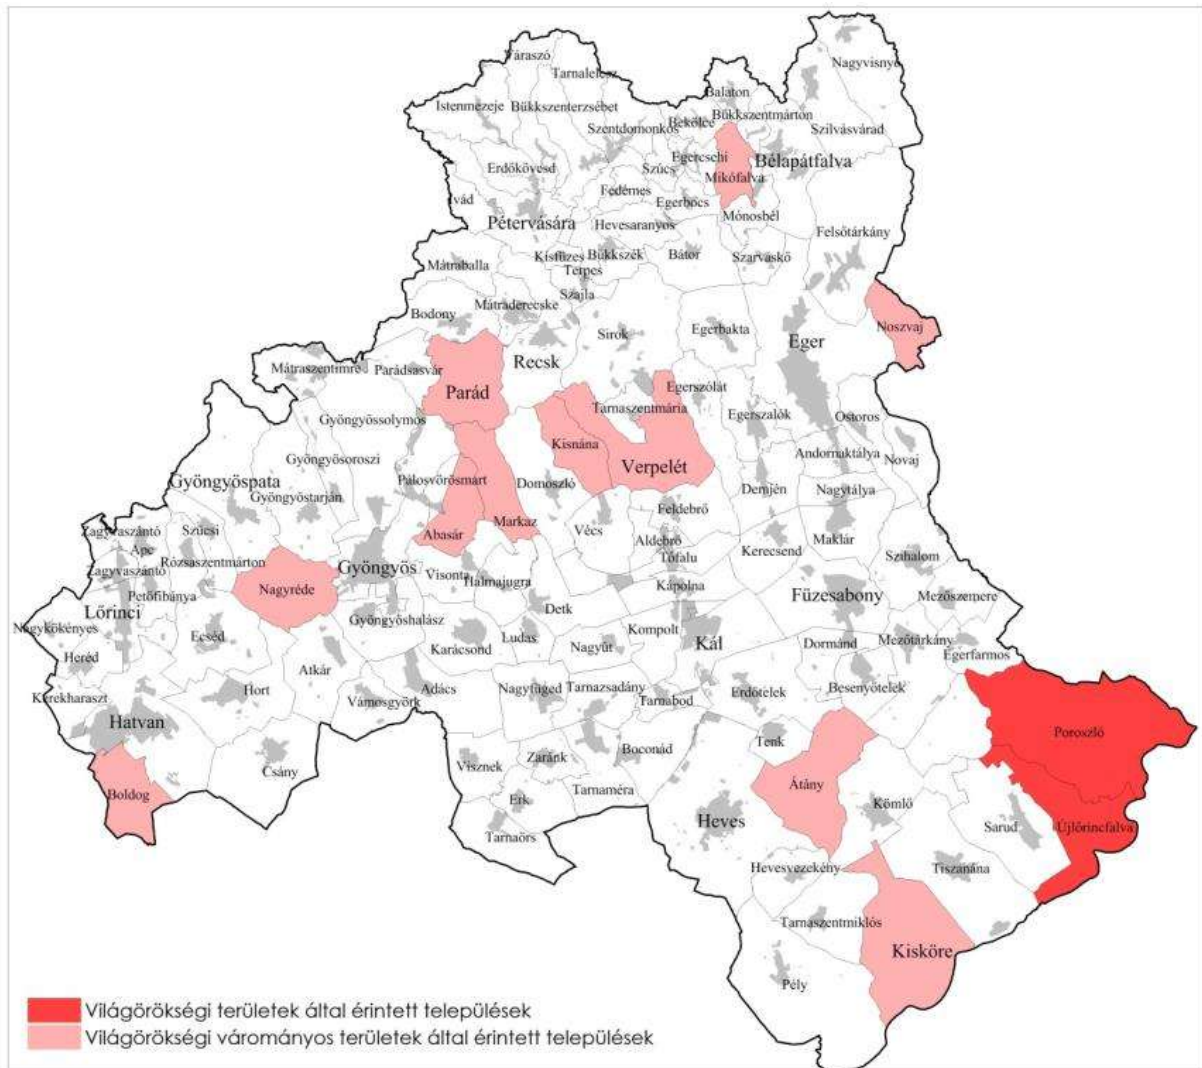 Váraszó
Nagyvisnyó
Tarnalelesz
Balaton
Istenmezeje
Bükkszenterzsébet
Bükkszentmárton
Bekölce
Szentdomonkos
Szilvásvárad
Egercsehi
Bélapátfalva
Erdőkövesd
Szúcs
Mikófalva
Fedémes
Ivád
Egerbocs
Mónosbél
Pétervására
Hevesaranyos
Felsőtárkány
Kisfüzes
Bükkszék
Bátor
Szarvaskő
Mátraballa
Terpes
Szajla
Mátraderecske
Bodony
Sirok
Egerbakta
Noszvaj
Eger
Recsk
Mátraszentimre
Parádsasvár
Parád
Egerszólát
Tarnaszentmária
Gyöngyössolymos
Egerszalók
Ostoros
Kisnána
Andornaktálya
Novaj
Gyöngyösoroszi
Verpelét
Gyöngyöspata
Pálosvörösmart
Domoszló
Demjén
Nagytálya
Gyöngyöstarján
Feldebrő
Markaz
Zagyvaszántó
Szűcsi
Abasár
Vécs
Aldebrő
Maklár
Apc
Kerecsend
Tófalu
Szihalom
Rózsaszentmárton
Zagyvaszántó
Gyöngyös
Visonta
Halmajugra
Nagyréde
Kápolna
Petőfibánya
Füzesabony
Mezőszemere
Lőrinci
Detk
Gyöngyöshalász
Nagykökényes
Ecséd
Kompolt
Ludas
Kál
Dormánd
Mezőtárkány
Karácsond
Nagyút
Egerfarmos
Heréd
Atkár
Hort
Adács
Nagyfüged
Tarnazsadány
Erdőtelek
Besenyőtelek
Kerekharaszt
Vámosgyörk
Tarnabod
Hatvan
Poroszló
Tenk
Boconád
Csány
Visznek
Zaránk
Átány
Boldog
Tarnaméra
Erk
Kömlő
Heves
Sarud
Újlőrincfalva
Tarnaörs
Hevesvezekény
Tiszanána
Tarnaszentmiklós
Kisköre
Pély
Világörökségi területek által érintett települések
Világörökségi várományos területek által érintett települések